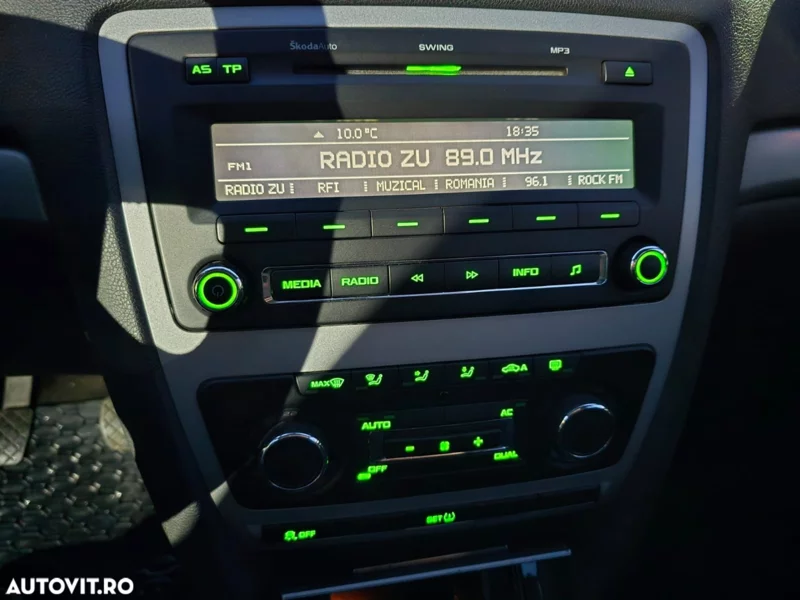 ŠkodaAuto SWING MP3
AS TP
10.0°C 18:35
RADIO ZU 89.0 MHz
FM1
RADIO ZU RFI MUZICAL ROMANIA 96.1 ROCK FM
MEDIA RADIO INFO
MAX A
AUTO AC
OFF DUAL
OFF SET
AUTOVIT.RO